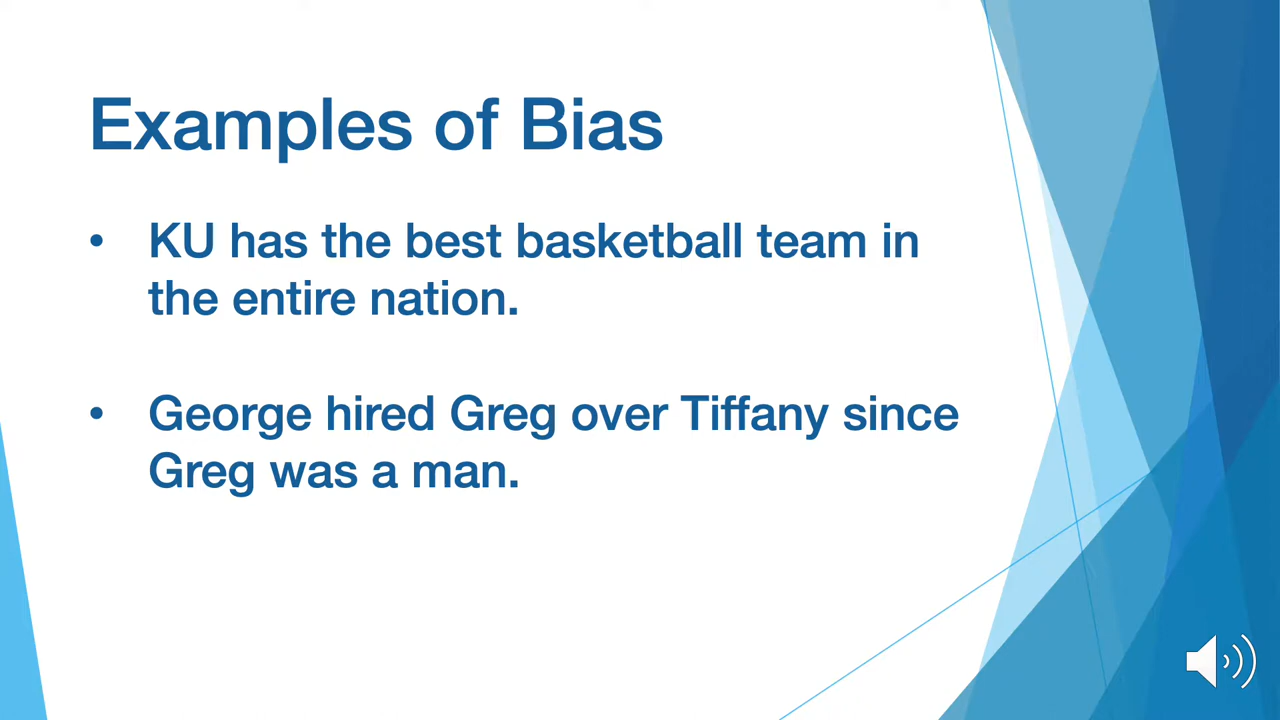 Examples of Bias
• KU has the best basketball team in
the entire nation.
• George hired Greg over Tiffany since
Greg was a man.